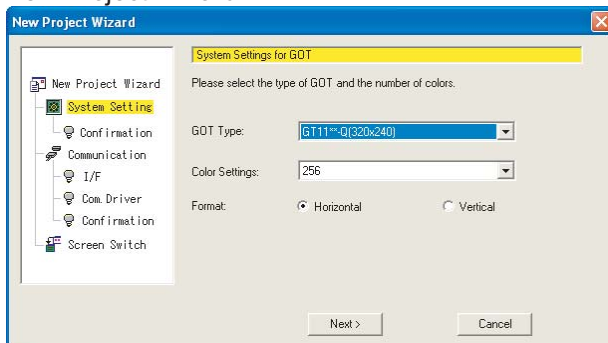 New Project Wizard
New Project Wizard
System Setting
Confirmation
Communication
I/F
Com.Driver
Confirmation
Screen Switch
System Settings for GOT
Please select the type of GOT and the number of colors.
GOT Type: GT11**-Q(320x240)
Color Settings: 256
Format: Horizontal Vertical
Next > Cancel